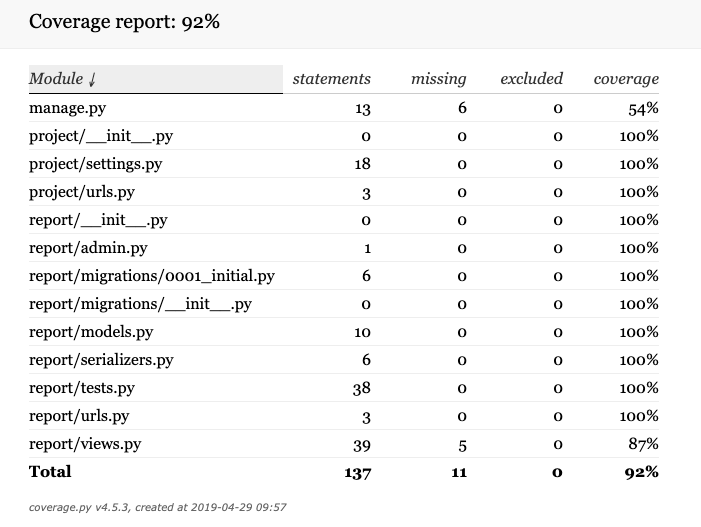 Coverage report: 92%
Module ↓ statements missing excluded coverage
manage.py 13 6 0 54%
project/__init__.py 0 0 0 100%
project/settings.py 18 0 0 100%
project/urls.py 3 0 0 100%
report/__init__.py 0 0 0 100%
report/admin.py 1 0 0 100%
report/migrations/0001_initial.py 6 0 0 100%
report/migrations/__init__.py 0 0 0 100%
report/models.py 10 0 0 100%
report/serializers.py 6 0 0 100%
report/tests.py 38 0 0 100%
report/urls.py 3 0 0 100%
report/views.py 39 5 0 87%
Total 137 11 0 92%
coverage.py v4.5.3, created at 2019-04-29 09:57